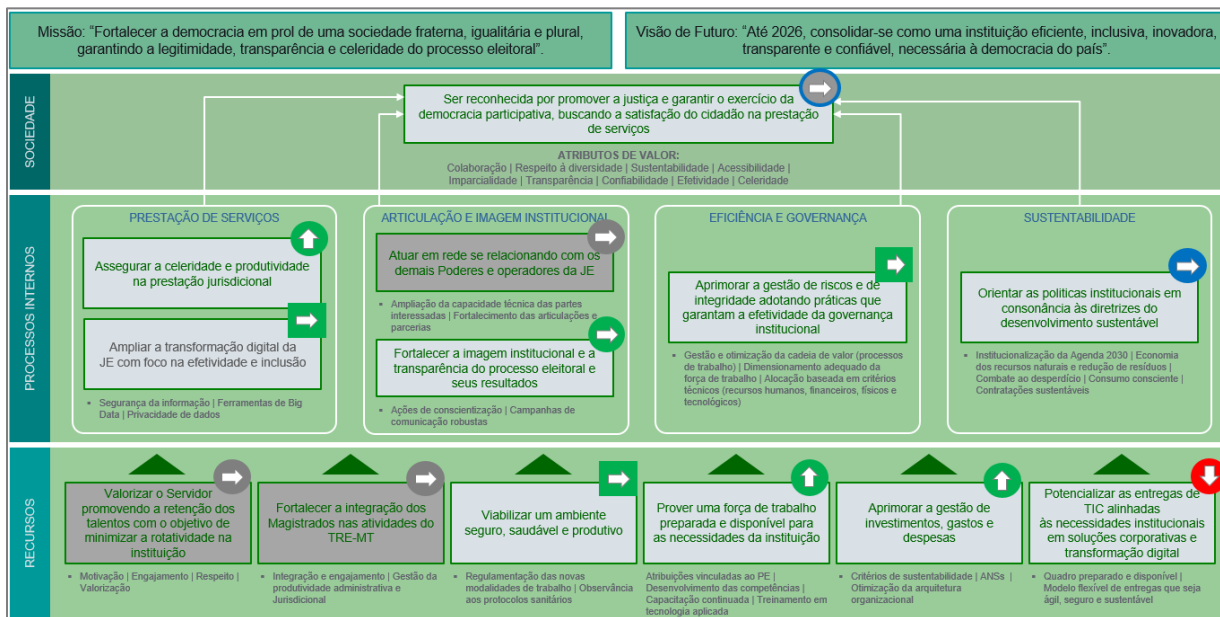 Missão: “Fortalecer a democracia em prol de uma sociedade fraterna, igualitária e plural,
garantindo a legitimidade, transparência e celeridade do processo eleitoral”.
Visão de Futuro: “Até 2026, consolidar-se como uma instituição eficiente, inclusiva, inovadora,
transparente e confiável, necessária à democracia do país”.
SOCIEDADE
Ser reconhecida por promover a justiça e garantir o exercício da
democracia participativa, buscando a satisfação do cidadão na prestação
de serviços
ATRIBUTOS DE VALOR:
Colaboração | Respeito à diversidade | Sustentabilidade | Acessibilidade |
Imparcialidade | Transparência | Confiabilidade | Efetividade | Celeridade
PROCESSOS INTERNOS
PRESTAÇÃO DE SERVIÇOS
Assegurar a celeridade e produtividade
na prestação jurisdicional
Ampliar a transformação digital da
JE com foco na efetividade e inclusão
▪ Segurança da informação | Ferramentas de Big
Data | Privacidade de dados
ARTICULAÇÃO E IMAGEM INSTITUCIONAL
Atuar em rede se relacionando com os
demais Poderes e operadores da JE
▪ Ampliação da capacidade técnica das partes
interessadas | Fortalecimento das articulações e
parcerias
Fortalecer a imagem institucional e a
transparência do processo eleitoral e
seus resultados
▪ Ações de conscientização | Campanhas de
comunicação robustas
EFICIÊNCIA E GOVERNANÇA
Aprimorar a gestão de riscos e de
integridade adotando práticas que
garantam a efetividade da governança
institucional
▪ Gestão e otimização da cadeia de valor (processos
de trabalho) | Dimensionamento adequado da
força de trabalho | Alocação baseada em critérios
técnicos (recursos humanos, financeiros, físicos e
tecnológicos)
SUSTENTABILIDADE
Orientar as politicas institucionais em
consonância às diretrizes do
desenvolvimento sustentável
▪ Institucionalização da Agenda 2030 | Economia
dos recursos naturais e redução de resíduos |
Combate ao desperdício | Consumo consciente |
Contratações sustentáveis
RECURSOS
Valorizar o Servidor
promovendo a retenção dos
talentos com o objetivo de
minimizar a rotatividade na
instituição
▪ Motivação | Engajamento | Respeito |
Valorização
Fortalecer a integração dos
Magistrados nas atividades do
TRE-MT
▪ Integração e engajamento | Gestão da
produtividade administrativa e
Jurisdicional
Viabilizar um ambiente
seguro, saudável e produtivo
▪ Regulamentação das novas
modalidades de trabalho | Observância
aos protocolos sanitários
Prover uma força de trabalho
preparada e disponível para
as necessidades da instituição
Atribuições vinculadas ao PE |
Desenvolvimento das competências |
Capacitação continuada | Treinamento em
tecnologia aplicada
Aprimorar a gestão de
investimentos, gastos e
despesas
▪ Critérios de sustentabilidade | ANSs |
Otimização da arquitetura
organizacional
Potencializar as entregas de
TIC alinhadas
às necessidades institucionais
em soluções corporativas e
transformação digital
▪ Quadro preparado e disponível |
Modelo flexível de entregas que seja
ágil, seguro e sustentável